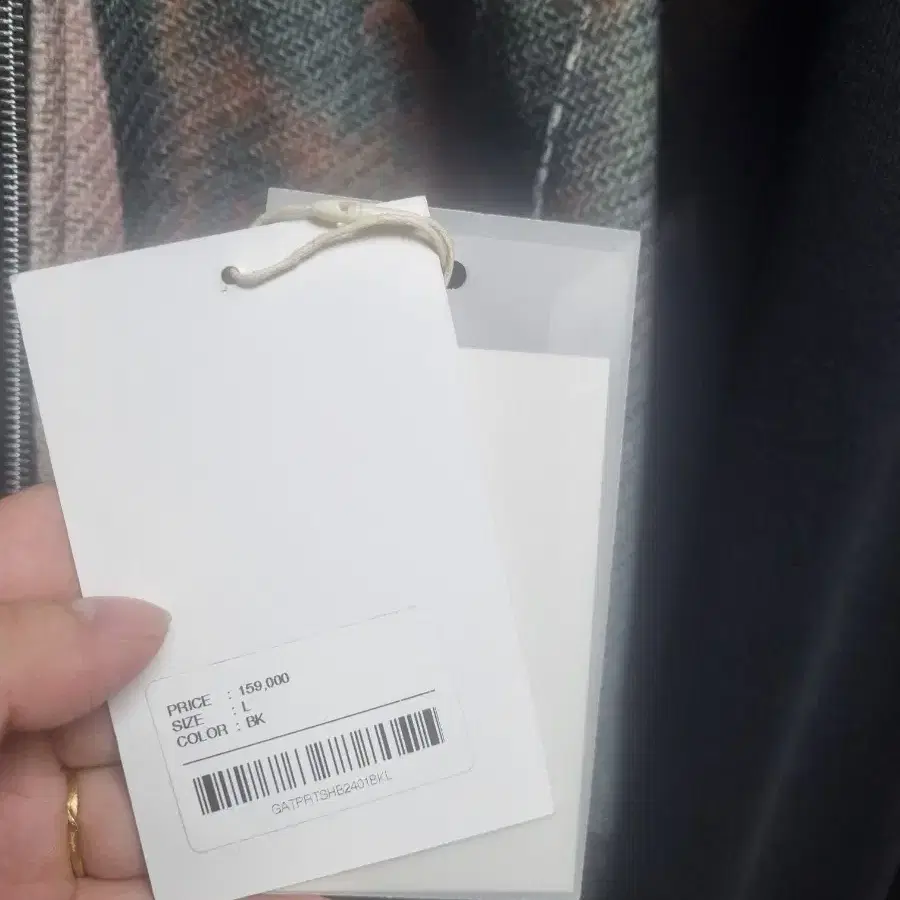 PRICE : 159,000
SIZE : L
COLOR : BK
GATPRTSHB2401BKL